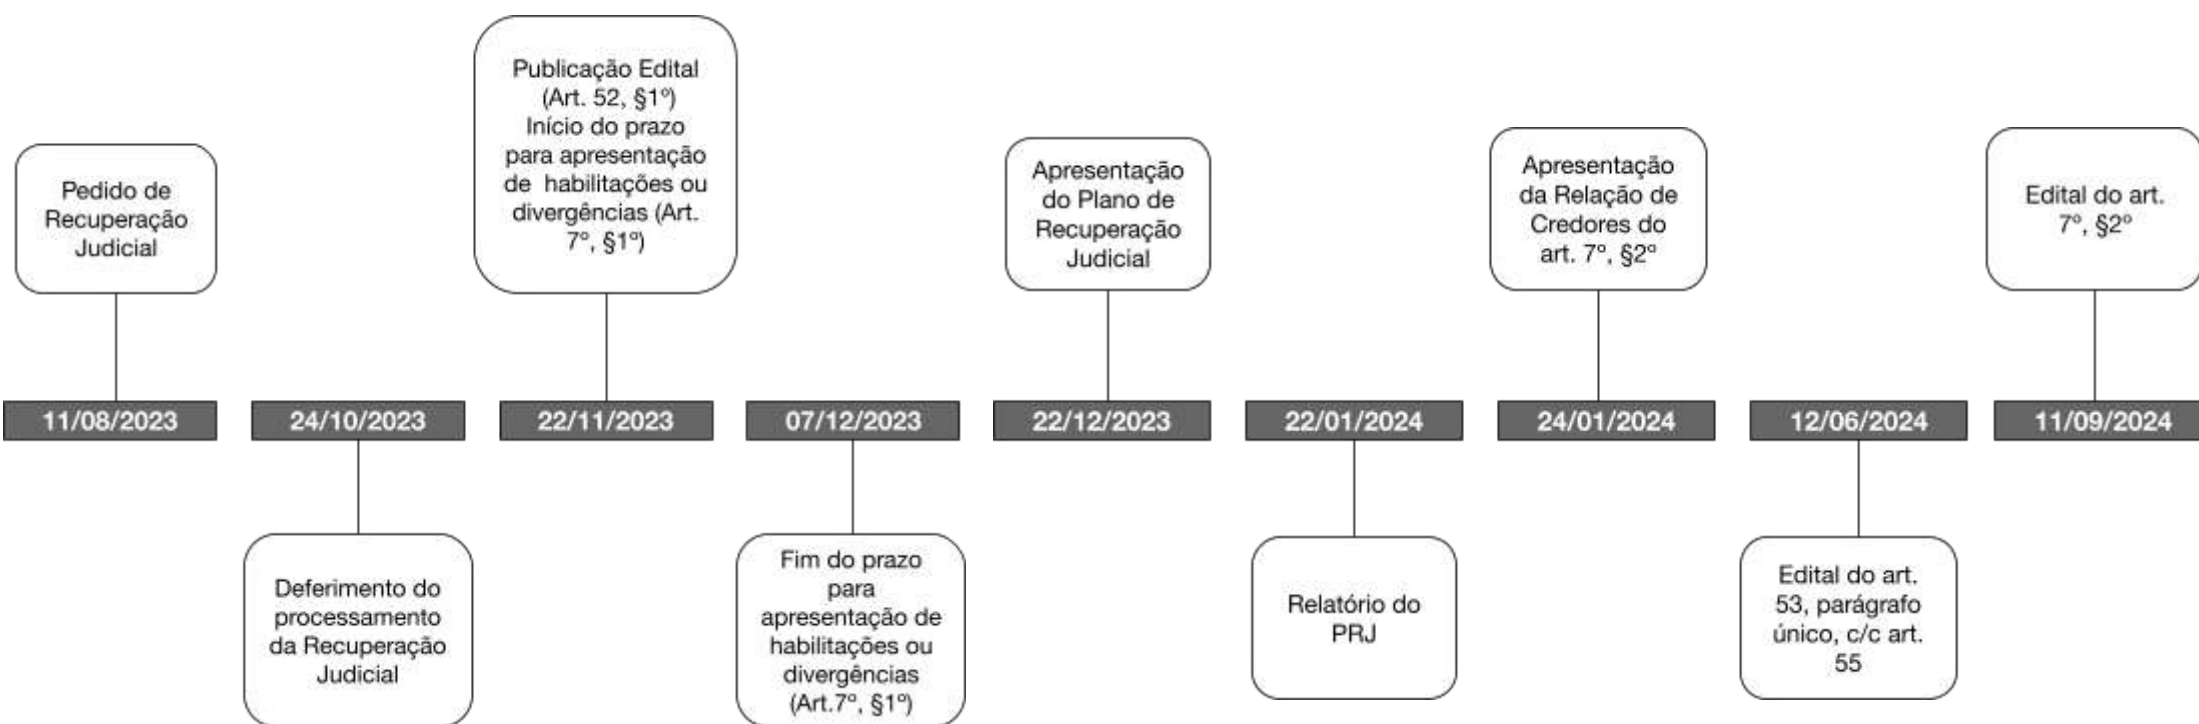 Publicação Edital
(Art. 52, §1º)
Início do prazo
para apresentação
de habilitações ou
divergências (Art.
7º, §1º)
Pedido de
Recuperação
Judicial
Apresentação
do Plano de
Recuperação
Judicial
Apresentação
da Relação de
Credores do
art. 7º, §2º
Edital do art.
7º, §2º
11/08/2023
24/10/2023
22/11/2023
07/12/2023
22/12/2023
22/01/2024
24/01/2024
12/06/2024
11/09/2024
Deferimento do
processamento
da Recuperação
Judicial
Fim do prazo
para
apresentação de
habilitações ou
divergências
(Art.7º, §1º)
Relatório do
PRJ
Edital do art.
53, parágrafo
único, c/c art.
55